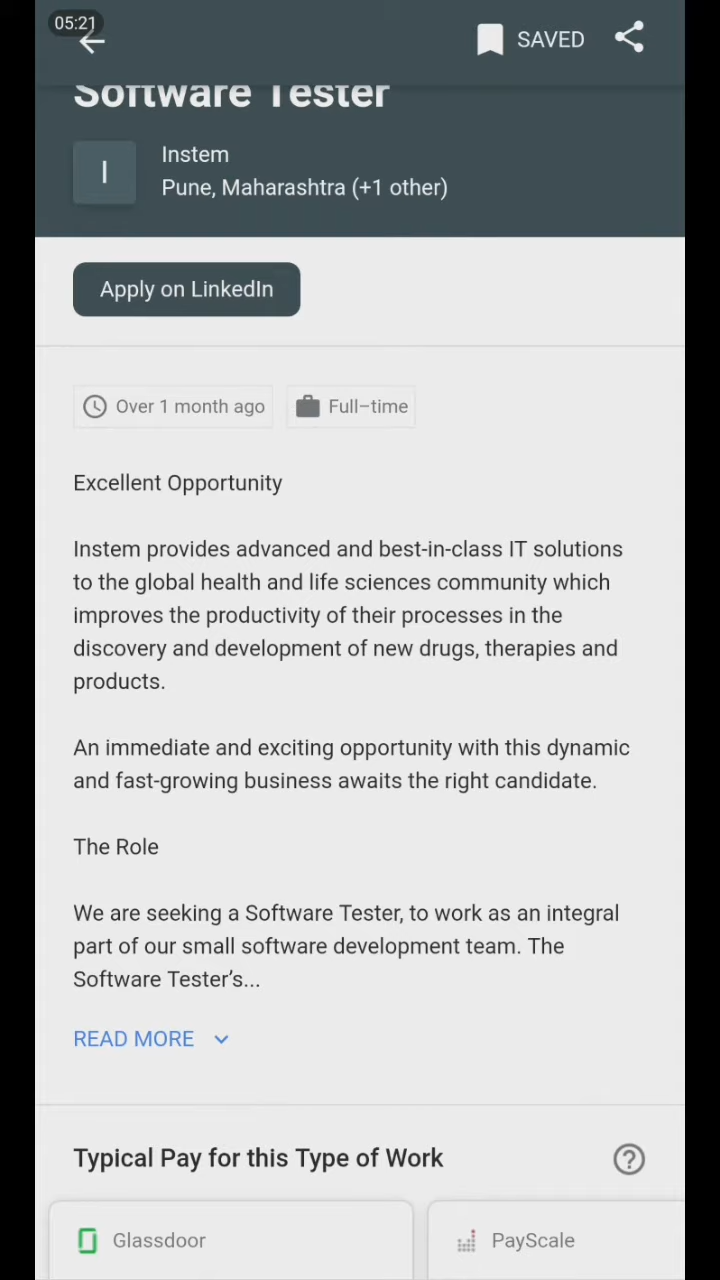 05:21
SAVED
Software Tester
I
Instem
Pune, Maharashtra (+1 other)
Apply on LinkedIn
Over 1 month ago
Full-time
Excellent Opportunity
Instem provides advanced and best-in-class IT solutions
to the global health and life sciences community which
improves the productivity of their processes in the
discovery and development of new drugs, therapies and
products.
An immediate and exciting opportunity with this dynamic
and fast-growing business awaits the right candidate.
The Role
We are seeking a Software Tester, to work as an integral
part of our small software development team. The
Software Tester’s...
READ MORE
Typical Pay for this Type of Work
?
Glassdoor
PayScale